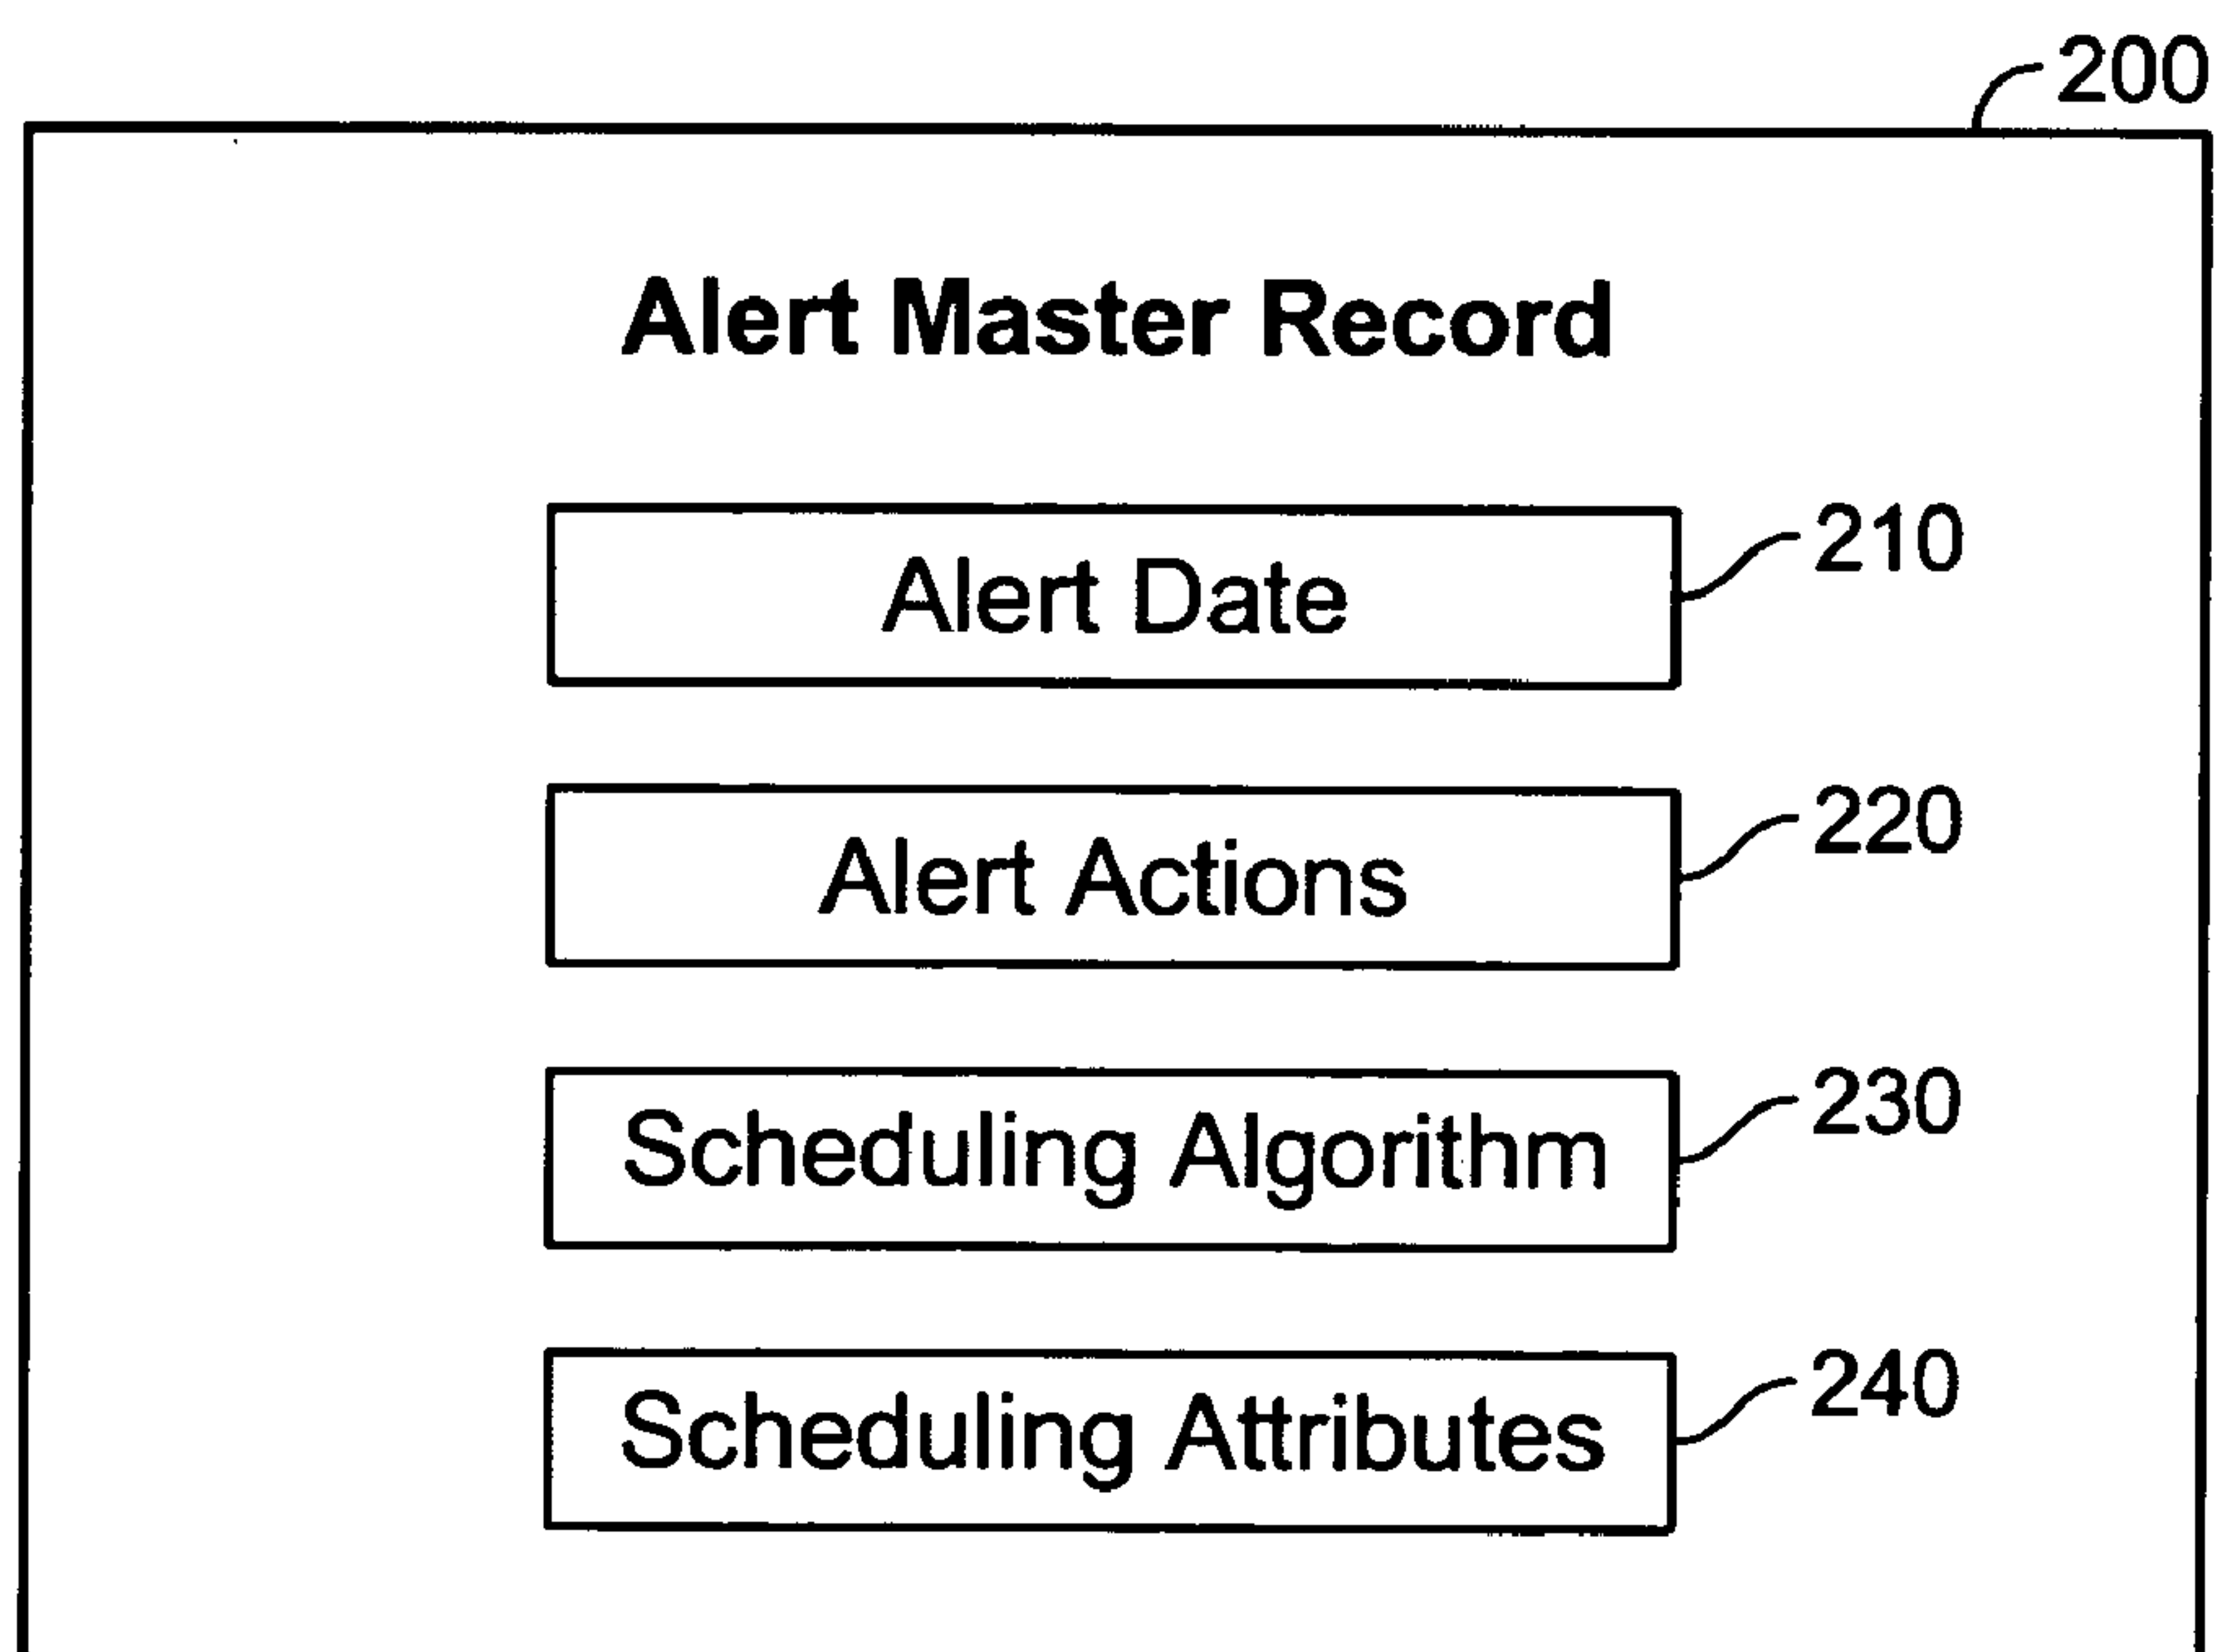 200
Alert Master Record
Alert Date
210
Alert Actions
220
Scheduling Algorithm
230
Scheduling Attributes
240